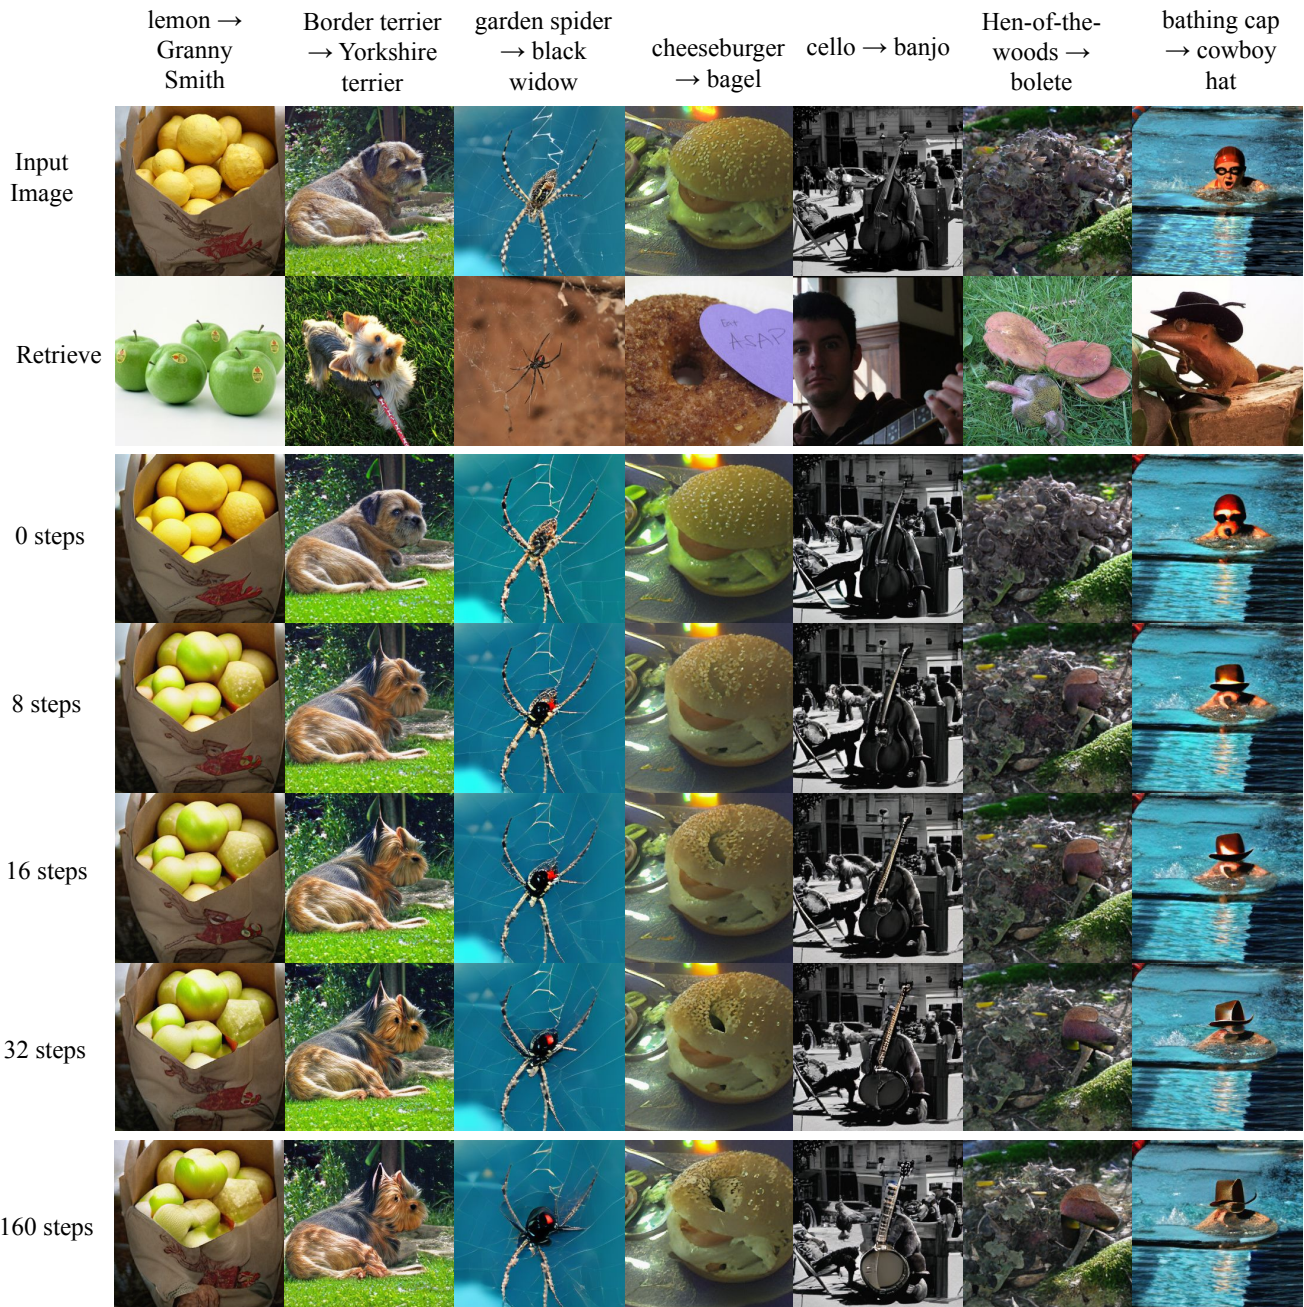 lemon →
Granny
Smith
Border terrier
→ Yorkshire
terrier
garden spider
→ black
widow
cheeseburger
→ bagel
cello → banjo
Hen-of-the-
woods →
bolete
bathing cap
→ cowboy
hat
Input
Image
Retrieve
Eat
ASAP
0 steps
8 steps
16 steps
32 steps
160 steps